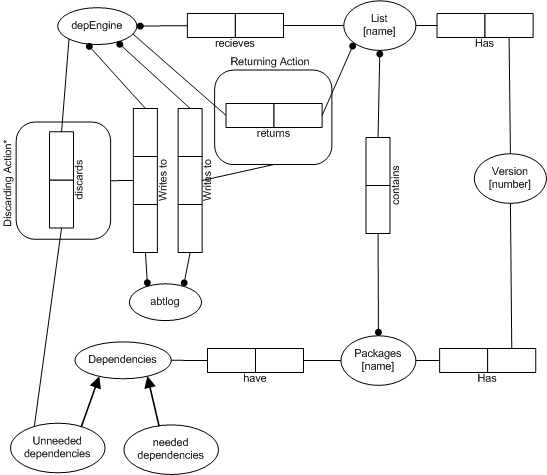 depEngine
List
[name]
recieves
Has
Returning Action
returns
Discarding Action*
discards
Writes to
Writes to
contains
Version
[number]
abtlog
Dependencies
have
Packages
[name]
Has
Unneeded
dependencies
needed
dependencies